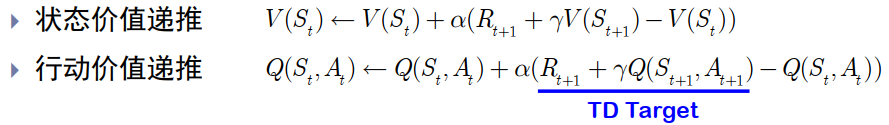 状态价值递推 V(S_t) ← V(S_t) + α(R_{t+1} + γV(S_{t+1}) − V(S_t))
行动价值递推 Q(S_t, A_t) ← Q(S_t, A_t) + α(R_{t+1} + γQ(S_{t+1}, A_{t+1}) − Q(S_t, A_t))
TD Target